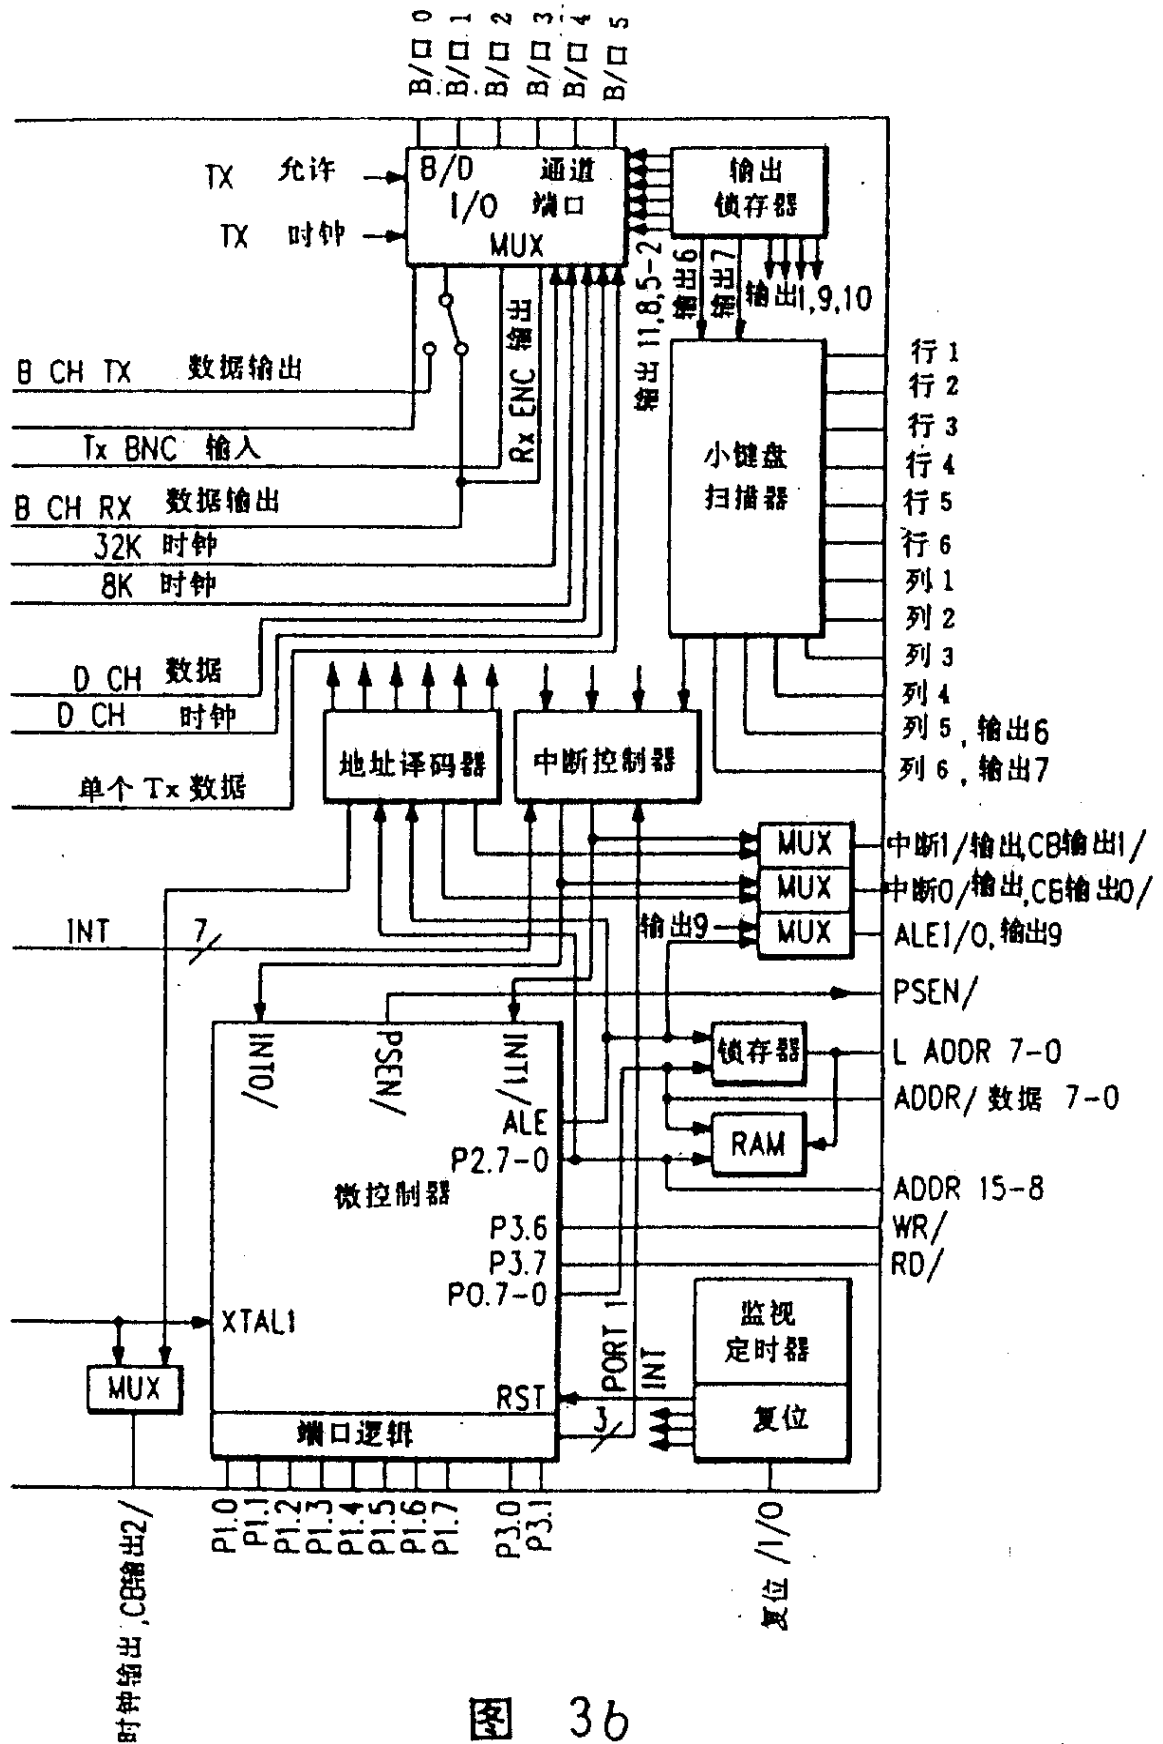 B/口 0
B/口 1
B/口 2
B/口 3
B/口 4
B/口 5
TX 允许
TX 时钟
B/D 通道
I/O 端口
MUX
输出
锁存器
输出 11,8,5-2
输出6
输出7
输出1,9,10
Rx ENC 输出
B CH TX 数据输出
Tx BNC 输入
B CH RX 数据输出
32K 时钟
8K 时钟
D CH 数据
D CH 时钟
单个 Tx 数据
小键盘
扫描器
行 1
行 2
行 3
行 4
行 5
行 6
列 1
列 2
列 3
列 4
列 5,输出6
列 6,输出7
地址译码器
中断控制器
MUX
MUX
MUX
中断1/输出,CB输出1/
中断0/输出,CB输出0/
输出9
ALE1/0,输出9
INT
7
PSEN/
INT0/
PSEN/
INT1/
锁存器
L ADDR 7-0
ADDR/数据 7-0
ALE
RAM
P2.7-0
微控制器
ADDR 15-8
P3.6
WR/
P3.7
RD/
P0.7-0
XTAL1
MUX
PORT 1
INT
监视
定时器
RST
复位
端口逻辑
3
P1.0
P1.1
P1.2
P1.3
P1.4
P1.5
P1.6
P1.7
P3.0
P3.1
时钟输出,CB输出2/
复位 /I/O
图 3b